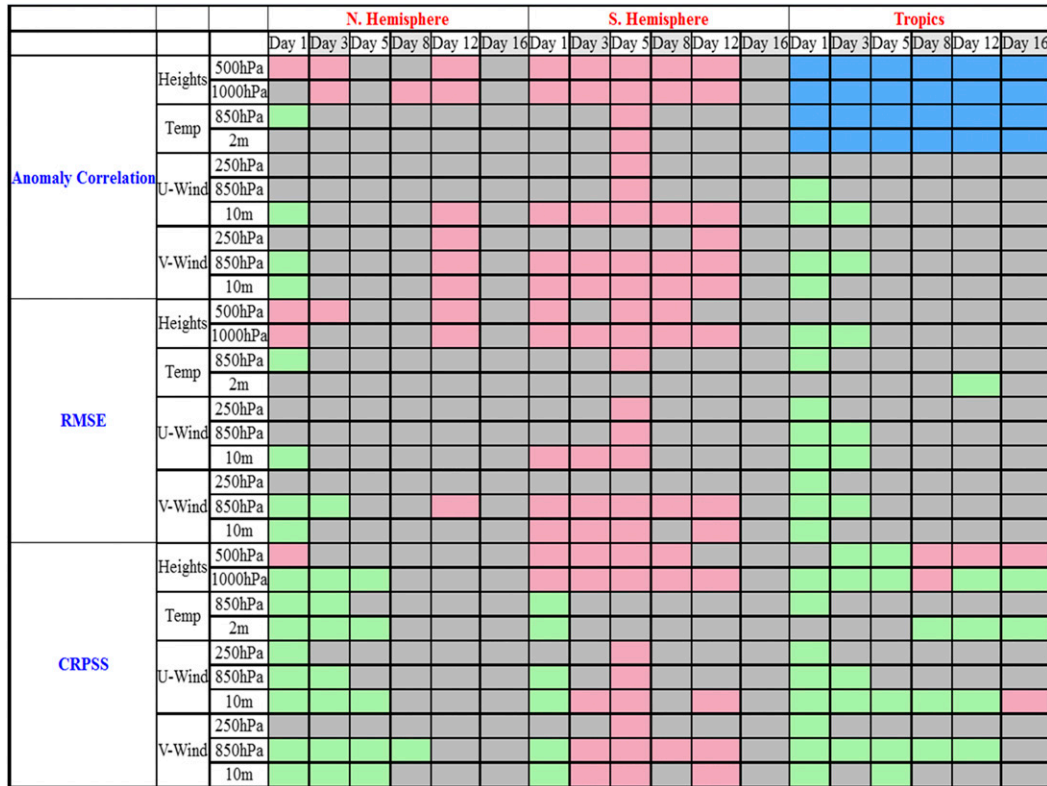 N. Hemisphere S. Hemisphere Tropics
Day 1 Day 3 Day 5 Day 8 Day 12 Day 16 Day 1 Day 3 Day 5 Day 8 Day 12 Day 16 Day 1 Day 3 Day 5 Day 8 Day 12 Day 16
Anomaly Correlation
Heights
500hPa
1000hPa
Temp
850hPa
2m
U-Wind
250hPa
850hPa
10m
V-Wind
250hPa
850hPa
10m
RMSE
Heights
500hPa
1000hPa
Temp
850hPa
2m
U-Wind
250hPa
850hPa
10m
V-Wind
250hPa
850hPa
10m
CRPSS
Heights
500hPa
1000hPa
Temp
850hPa
2m
U-Wind
250hPa
850hPa
10m
V-Wind
250hPa
850hPa
10m